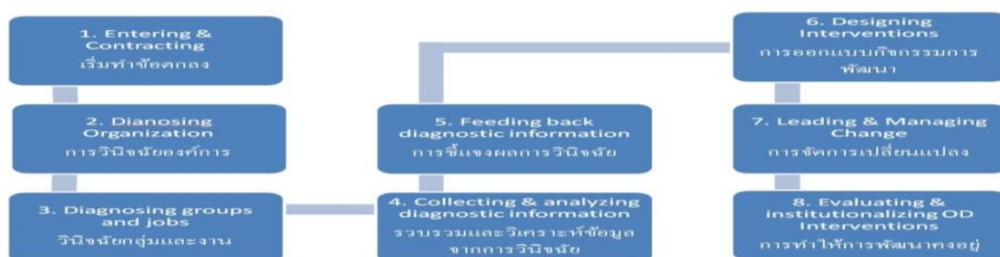 1. Entering &
Contracting
เริ่มทำข้อตกลง
2. Dianosing
Organization
การวินิจฉัยองค์การ
3. Diagnosing groups
and jobs
วินิจฉัยกลุ่มและงาน
4. Collecting & analyzing
diagnostic information
รวบรวมและวิเคราะห์ข้อมูล
จากการวินิจฉัย
5. Feeding back
diagnostic information
การชี้แจงผลการวินิจฉัย
6. Designing
Interventions
การออกแบบกิจกรรมการ
พัฒนา
7. Leading & Managing
Change
การจัดการเปลี่ยนแปลง
8. Evaluating &
institutionalizing OD
Interventions
การทำให้การพัฒนาคงอยู่